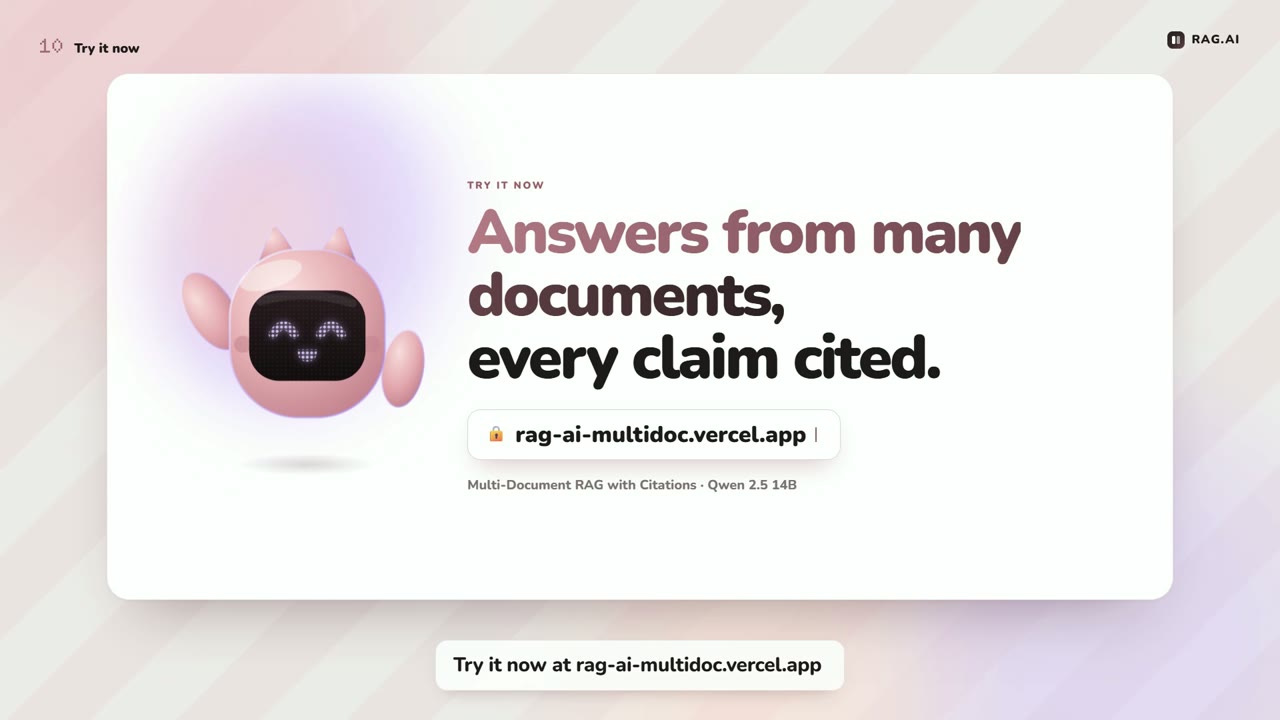 10 Try it now
RAG.AI
TRY IT NOW
Answers from many
documents,
every claim cited.
rag-ai-multidoc.vercel.app
Multi-Document RAG with Citations · Qwen 2.5 14B
Try it now at rag-ai-multidoc.vercel.app